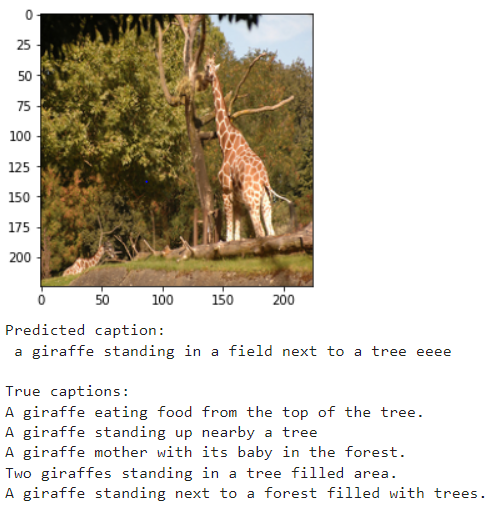 0
25
50
75
100
125
150
175
200
0 50 100 150 200
Predicted caption:
a giraffe standing in a field next to a tree eeee
True captions:
A giraffe eating food from the top of the tree.
A giraffe standing up nearby a tree
A giraffe mother with its baby in the forest.
Two giraffes standing in a tree filled area.
A giraffe standing next to a forest filled with trees.